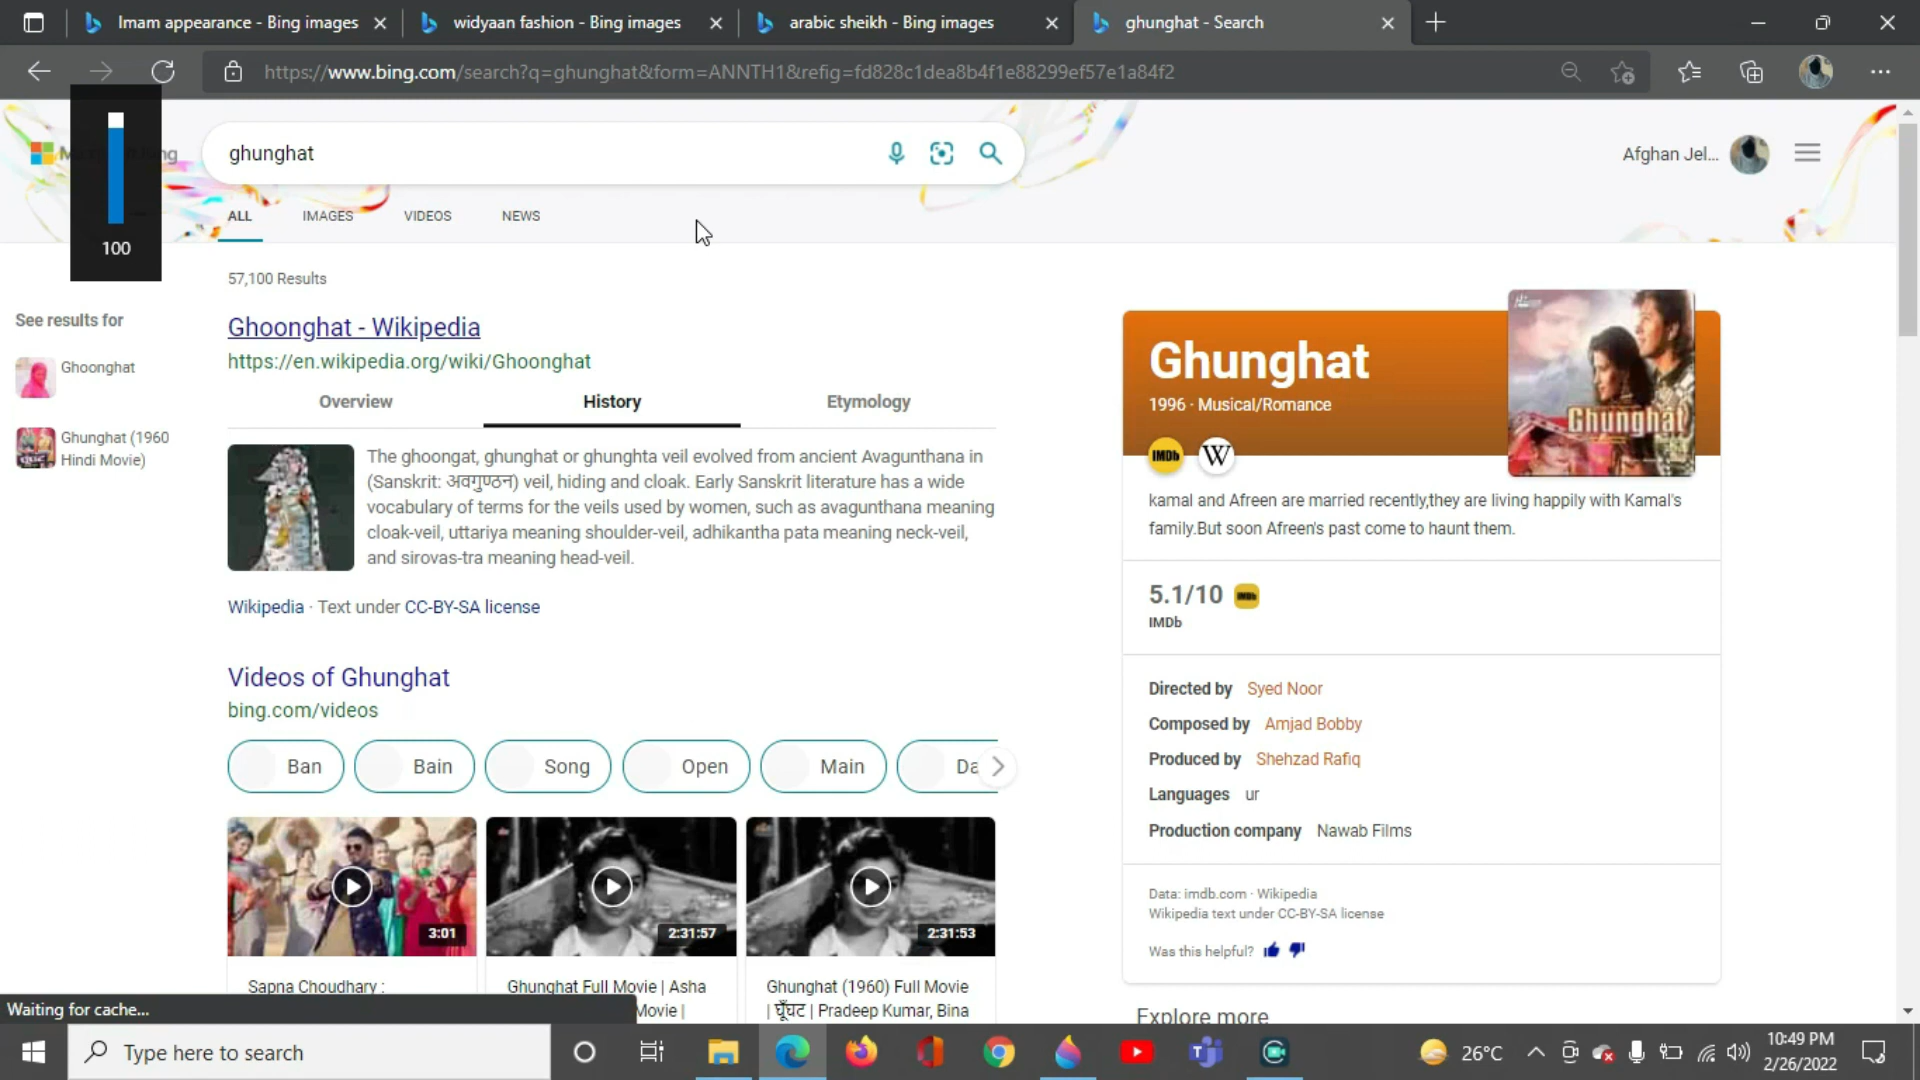 Imam appearance - Bing images
widyaan fashion - Bing images
arabic sheikh - Bing images
ghunghat - Search
https://www.bing.com/search?q=ghunghat&form=ANNTH1&refig=fd828c1dea8b4f1e88299ef57e1a84f2
100
ghunghat
Afghan Jel...
ALL
IMAGES
VIDEOS
NEWS
57,100 Results
See results for
Ghoonghat
Ghunghat (1960
Hindi Movie)
Ghoonghat - Wikipedia
https://en.wikipedia.org/wiki/Ghoonghat
Overview
History
Etymology
The ghoongat, ghunghat or ghunghta veil evolved from ancient Avagunthana in
(Sanskrit: अवगुण्ठन) veil, hiding and cloak. Early Sanskrit literature has a wide
vocabulary of terms for the veils used by women, such as avagunthana meaning
cloak-veil, uttariya meaning shoulder-veil, adhikantha pata meaning neck-veil,
and sirovas-tra meaning head-veil.
Wikipedia · Text under CC-BY-SA license
Videos of Ghunghat
bing.com/videos
Ban
Bain
Song
Open
Main
Da
3:01
2:31:57
2:31:53
Sapna Choudhary :
Ghunghat Full Movie | Asha
Movie |
Ghunghat (1960) Full Movie
| घूँघट | Pradeep Kumar, Bina
Ghunghat
1996 · Musical/Romance
IMDb
W
Ghunghat
kamal and Afreen are married recently,they are living happily with Kamal's
family.But soon Afreen's past come to haunt them.
5.1/10
IMDb
IMDb
Directed by Syed Noor
Composed by Amjad Bobby
Produced by Shehzad Rafiq
Languages ur
Production company Nawab Films
Data: imdb.com · Wikipedia
Wikipedia text under CC-BY-SA license
Was this helpful?
Explore more
Waiting for cache...
Type here to search
26°C
10:49 PM
2/26/2022